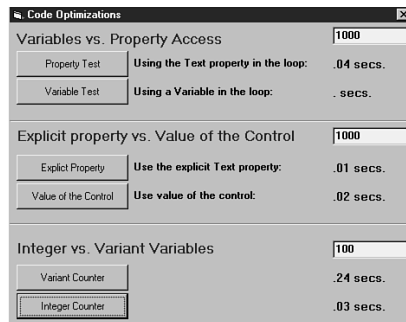 Code Optimizations
Variables vs. Property Access 1000
Property Test Using the Text property in the loop: .04 secs.
Variable Test Using a Variable in the loop: . secs.
Explicit property vs. Value of the Control 1000
Explict Property Use the explicit Text property: .01 secs.
Value of the Control Use value of the control: .02 secs.
Integer vs. Variant Variables 100
Variant Counter .24 secs.
Integer Counter .03 secs.